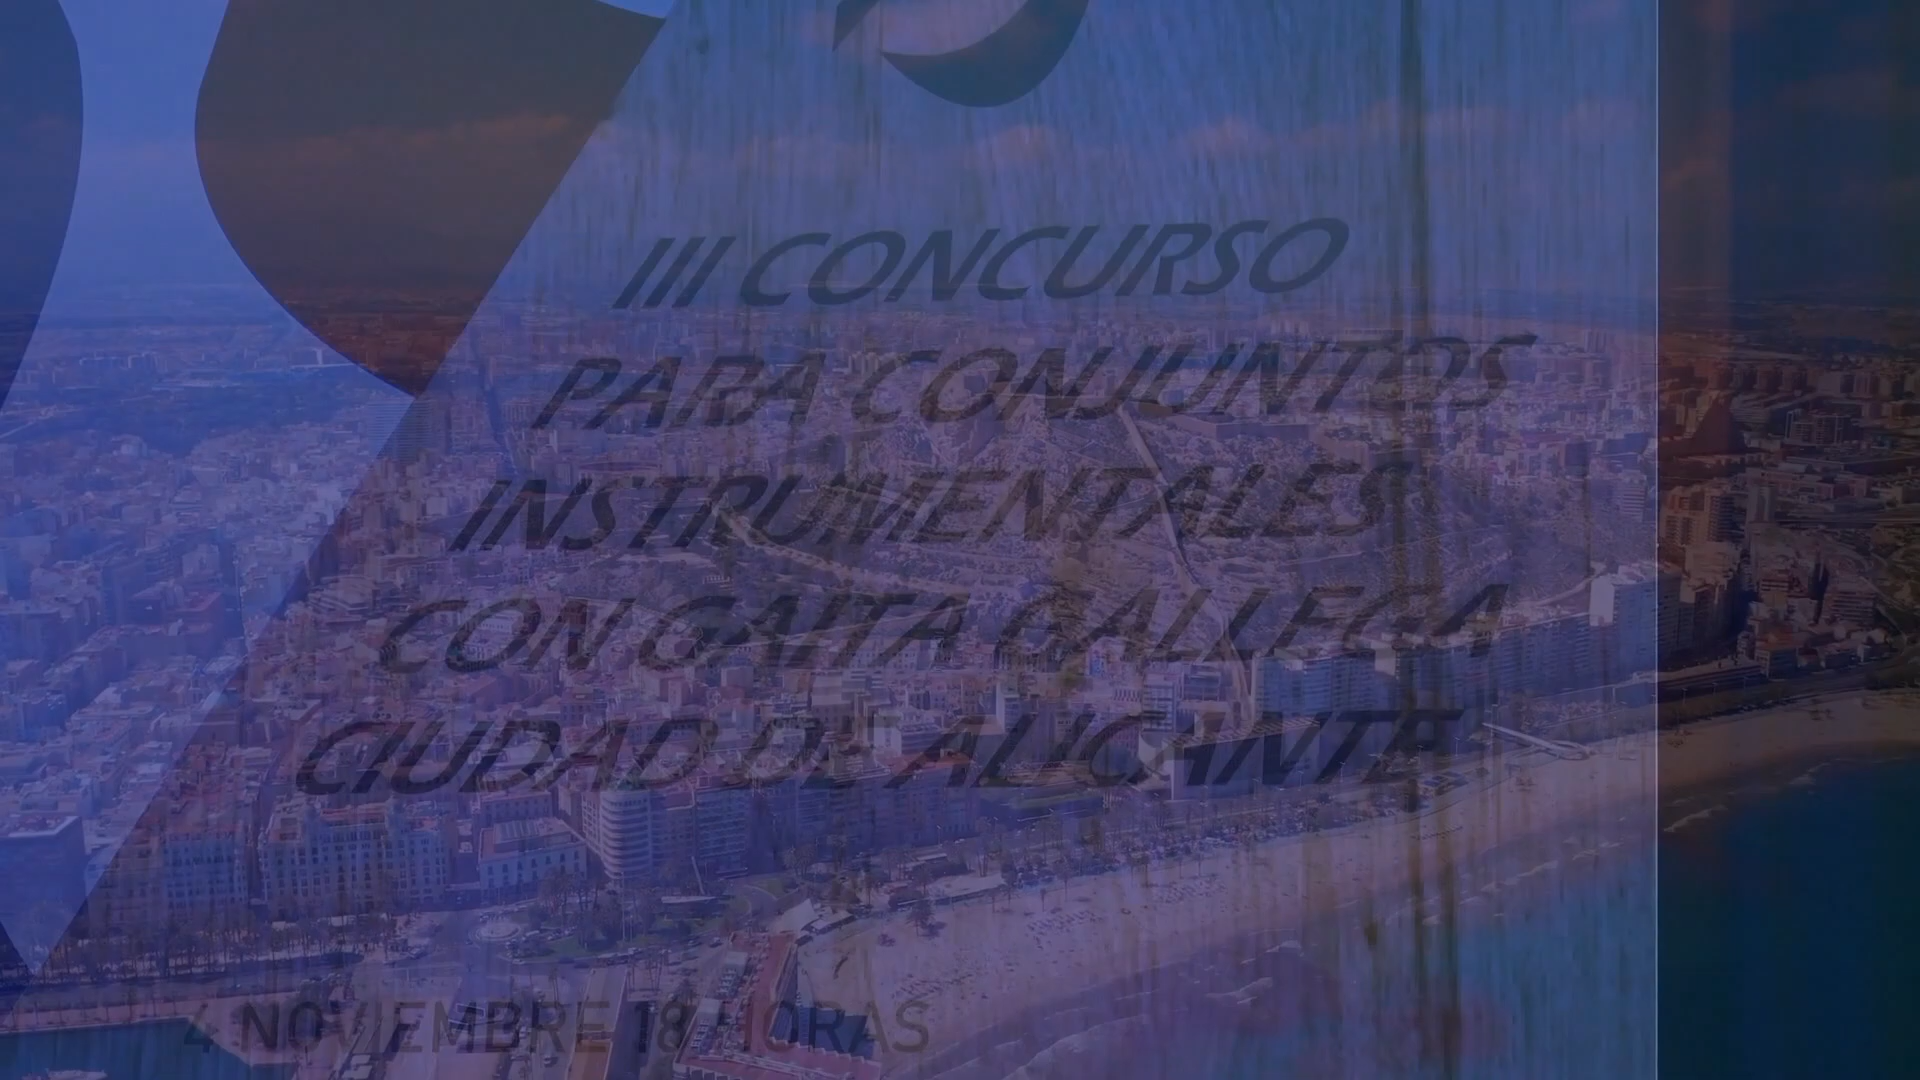 III CONCURSO
PARA CONJUNTOS
INSTRUMENTALES
CON GAITA GALLEGA
CIUDAD DE ALICANTE
4 NOVIEMBRE 18 HORAS